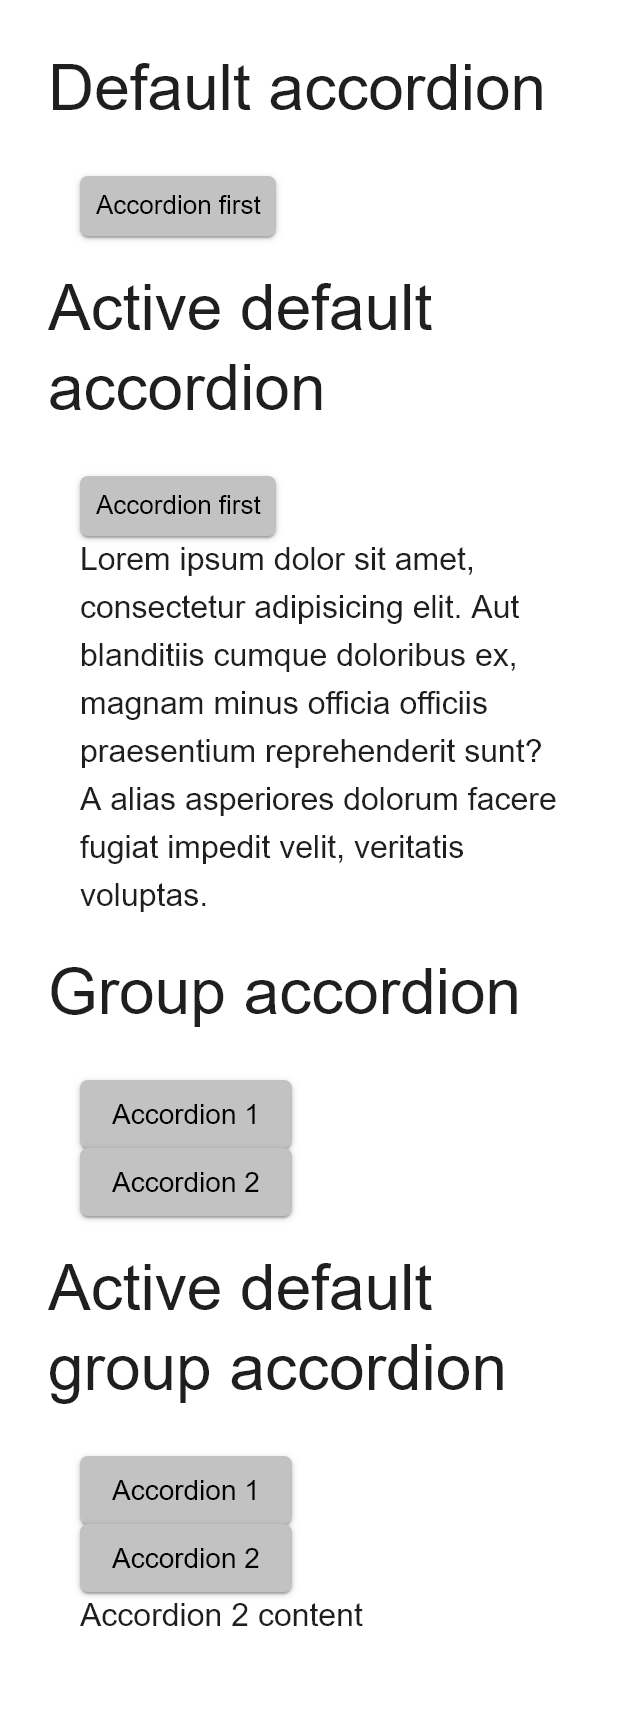 Default accordion
Accordion first
Active default
accordion
Accordion first
Lorem ipsum dolor sit amet,
consectetur adipisicing elit. Aut
blanditiis cumque doloribus ex,
magnam minus officia officiis
praesentium reprehenderit sunt?
A alias asperiores dolorum facere
fugiat impedit velit, veritatis
voluptas.
Group accordion
Accordion 1
Accordion 2
Active default
group accordion
Accordion 1
Accordion 2
Accordion 2 content